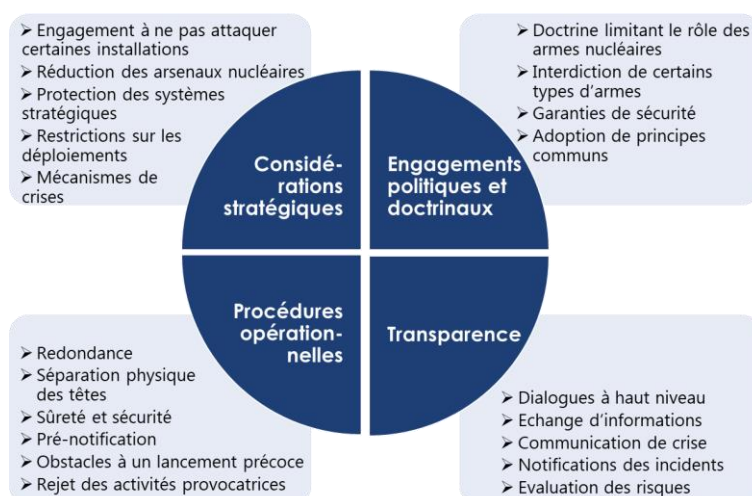 ➢ Engagement à ne pas attaquer
certaines installations
➢ Réduction des arsenaux nucléaires
➢ Protection des systèmes
stratégiques
➢ Restrictions sur les
déploiements
➢ Mécanismes de
crises
➢ Doctrine limitant le rôle des
armes nucléaires
➢ Interdiction de certains
types d'armes
➢ Garanties de sécurité
➢ Adoption de principes
communs
Considé-
rations
stratégiques
Engagements
politiques et
doctrinaux
Procédures
opération-
nelles
Transparence
➢ Redondance
➢ Séparation physique
des têtes
➢ Sûreté et sécurité
➢ Pré-notification
➢ Obstacles à un lancement précoce
➢ Rejet des activités provocatrices
➢ Dialogues à haut niveau
➢ Echange d'informations
➢ Communication de crise
➢ Notifications des incidents
➢ Evaluation des risques